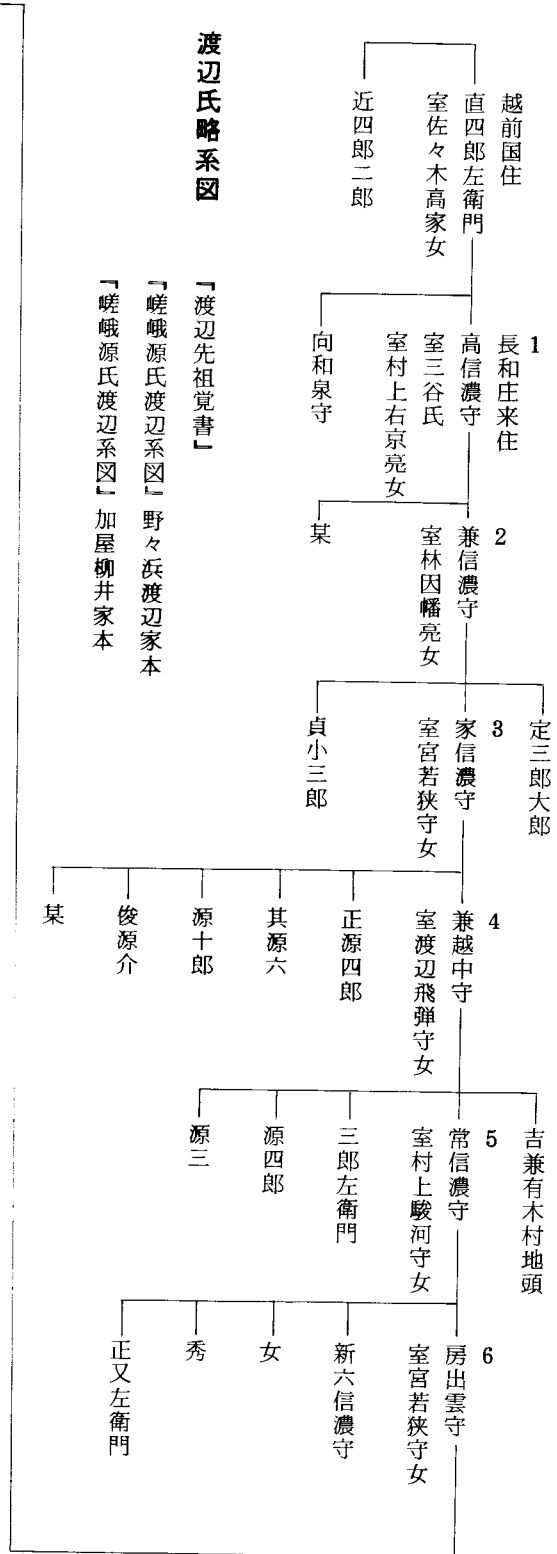 渡辺氏略系図
『渡辺先祖覚書』
『嵯峨源氏渡辺系図』野々浜渡辺家本
『嵯峨源氏渡辺系図』加屋柳井家本
越前国住
直四郎左衛門
室佐々木高家女
近四郎二郎
1
長和庄来住
高信濃守
室三谷氏
室村上右京亮女
向和泉守
2
兼信濃守
室林因幡亮女
某
定三郎大郎
3
家信濃守
室宮若狭守女
貞小三郎
4
兼越中守
室渡辺飛弾守女
正源四郎
其源六
源十郎
俊源介
某
吉兼有木村地頭
5
常信濃守
室村上駿河守女
三郎左衛門
源四郎
源三
6
房出雲守
室宮若狭守女
新六信濃守
女
秀
正又左衛門